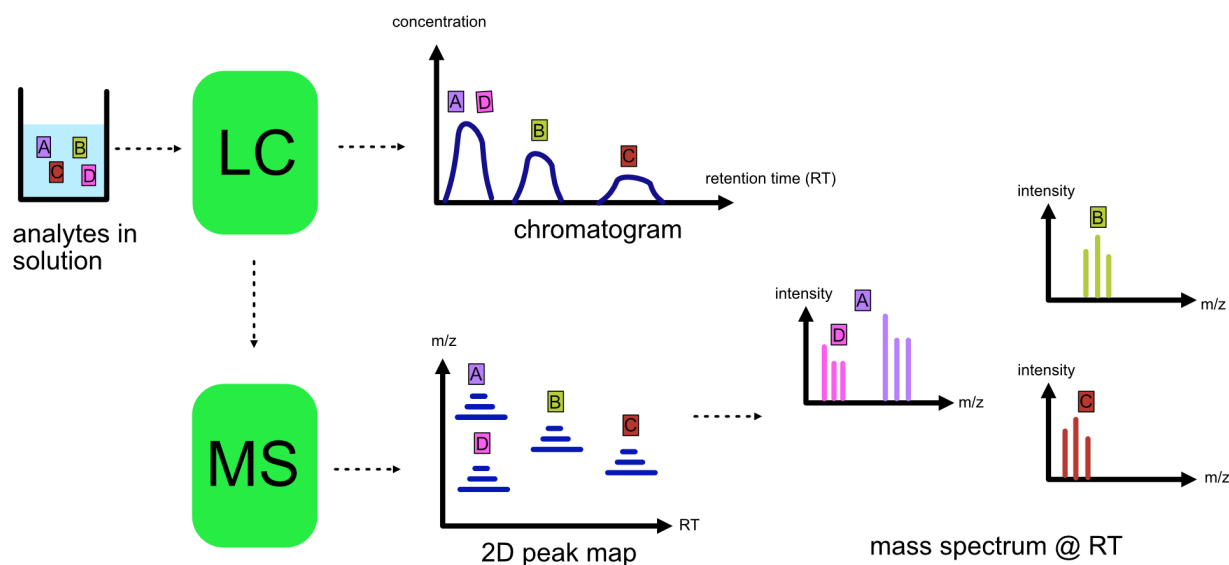 concentration
A
D
B
C
retention time (RT)
chromatogram
A
B
C
D
analytes in
solution
LC
MS
m/z
A
B
C
D
RT
2D peak map
intensity
A
D
m/z
intensity
B
m/z
intensity
C
m/z
mass spectrum @ RT